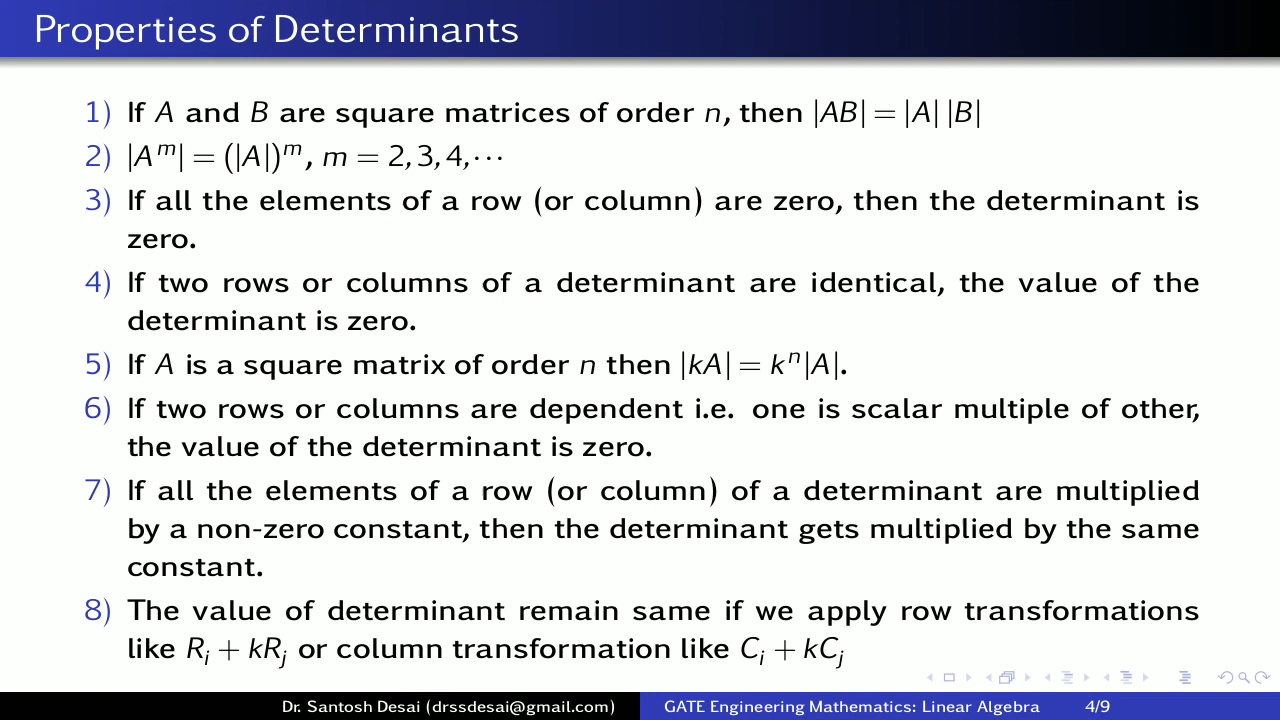 Properties of Determinants
1) If A and B are square matrices of order n, then |AB| = |A| |B|
2) |A^m| = (|A|)^m, m = 2, 3, 4, ···
3) If all the elements of a row (or column) are zero, then the determinant is
zero.
4) If two rows or columns of a determinant are identical, the value of the
determinant is zero.
5) If A is a square matrix of order n then |kA| = k^n|A|.
6) If two rows or columns are dependent i.e. one is scalar multiple of other,
the value of the determinant is zero.
7) If all the elements of a row (or column) of a determinant are multiplied
by a non-zero constant, then the determinant gets multiplied by the same
constant.
8) The value of determinant remain same if we apply row transformations
like R_i + kR_j or column transformation like C_i + kC_j
Dr. Santosh Desai (drssdesai@gmail.com) GATE Engineering Mathematics: Linear Algebra 4/9